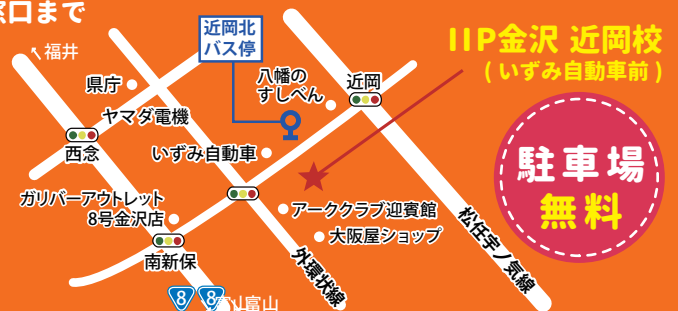 窓口まで
↖福井
近岡北
バス停
IIP金沢 近岡校
(いずみ自動車前)
県庁
八幡の
すしべん
近岡
ヤマダ電機
西念
いずみ自動車
駐車場
無料
ガリバーアウトレット
8号金沢店
アーククラブ迎賓館
大阪屋ショップ
南新保
外環状線
松任宇ノ気線
8
8
富山